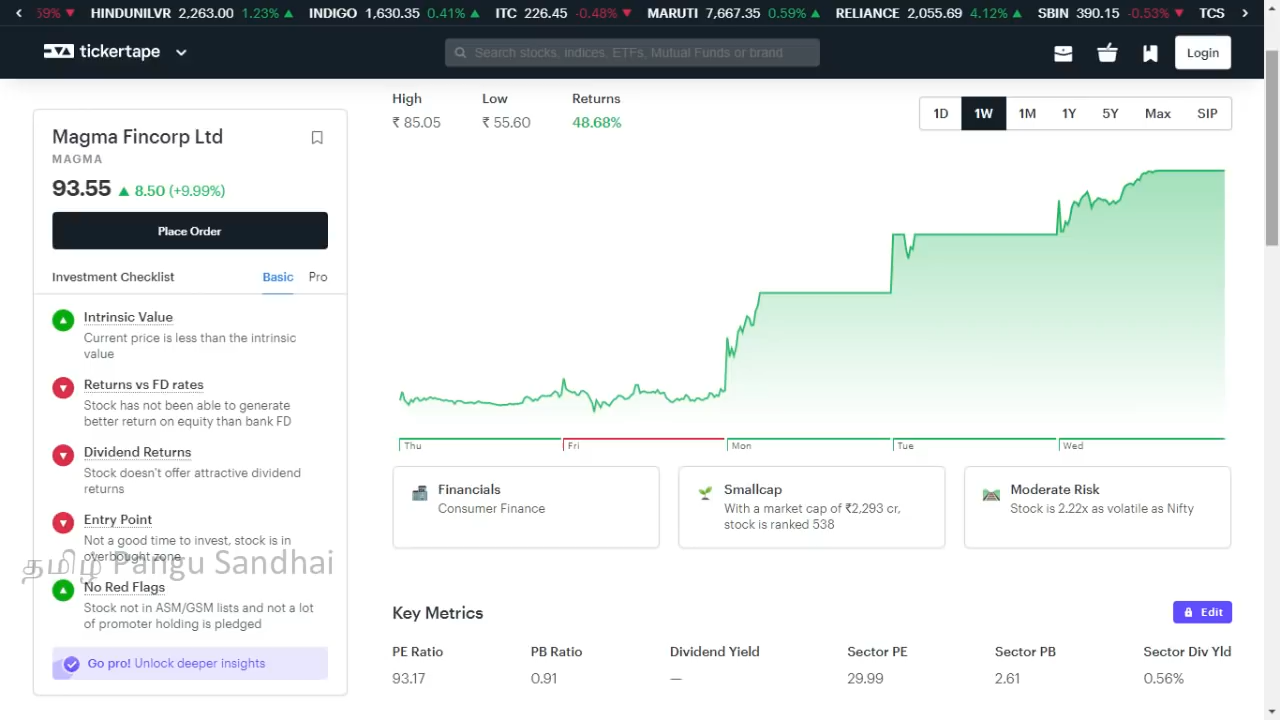 59% ▼ HINDUNILVR 2,263.00 1.23% ▲ INDIGO 1,630.35 0.41% ▲ ITC 226.45 -0.48% ▼ MARUTI 7,667.35 0.59% ▲ RELIANCE 2,055.69 4.12% ▲ SBIN 390.15 -0.53% ▼ TCS
tickertape
Search stocks, indices, ETFs, Mutual Funds or brand
Login
Magma Fincorp Ltd
MAGMA
93.55 ▲ 8.50 (+9.99%)
Place Order
Investment Checklist Basic Pro
Intrinsic Value
Current price is less than the intrinsic
value
Returns vs FD rates
Stock has not been able to generate
better return on equity than bank FD
Dividend Returns
Stock doesn't offer attractive dividend
returns
Entry Point
Not a good time to invest, stock is in
overbought zone
தமிழ் Pangu Sandhai
No Red Flags
Stock not in ASM/GSM lists and not a lot
of promoter holding is pledged
Go pro! Unlock deeper insights
High Low Returns
₹ 85.05 ₹ 55.60 48.68%
1D 1W 1M 1Y 5Y Max SIP
Thu Fri Mon Tue Wed
Financials
Consumer Finance
Smallcap
With a market cap of ₹2,293 cr,
stock is ranked 538
Moderate Risk
Stock is 2.22x as volatile as Nifty
Key Metrics
Edit
PE Ratio PB Ratio Dividend Yield Sector PE Sector PB Sector Div Yld
93.17 0.91 — 29.99 2.61 0.56%